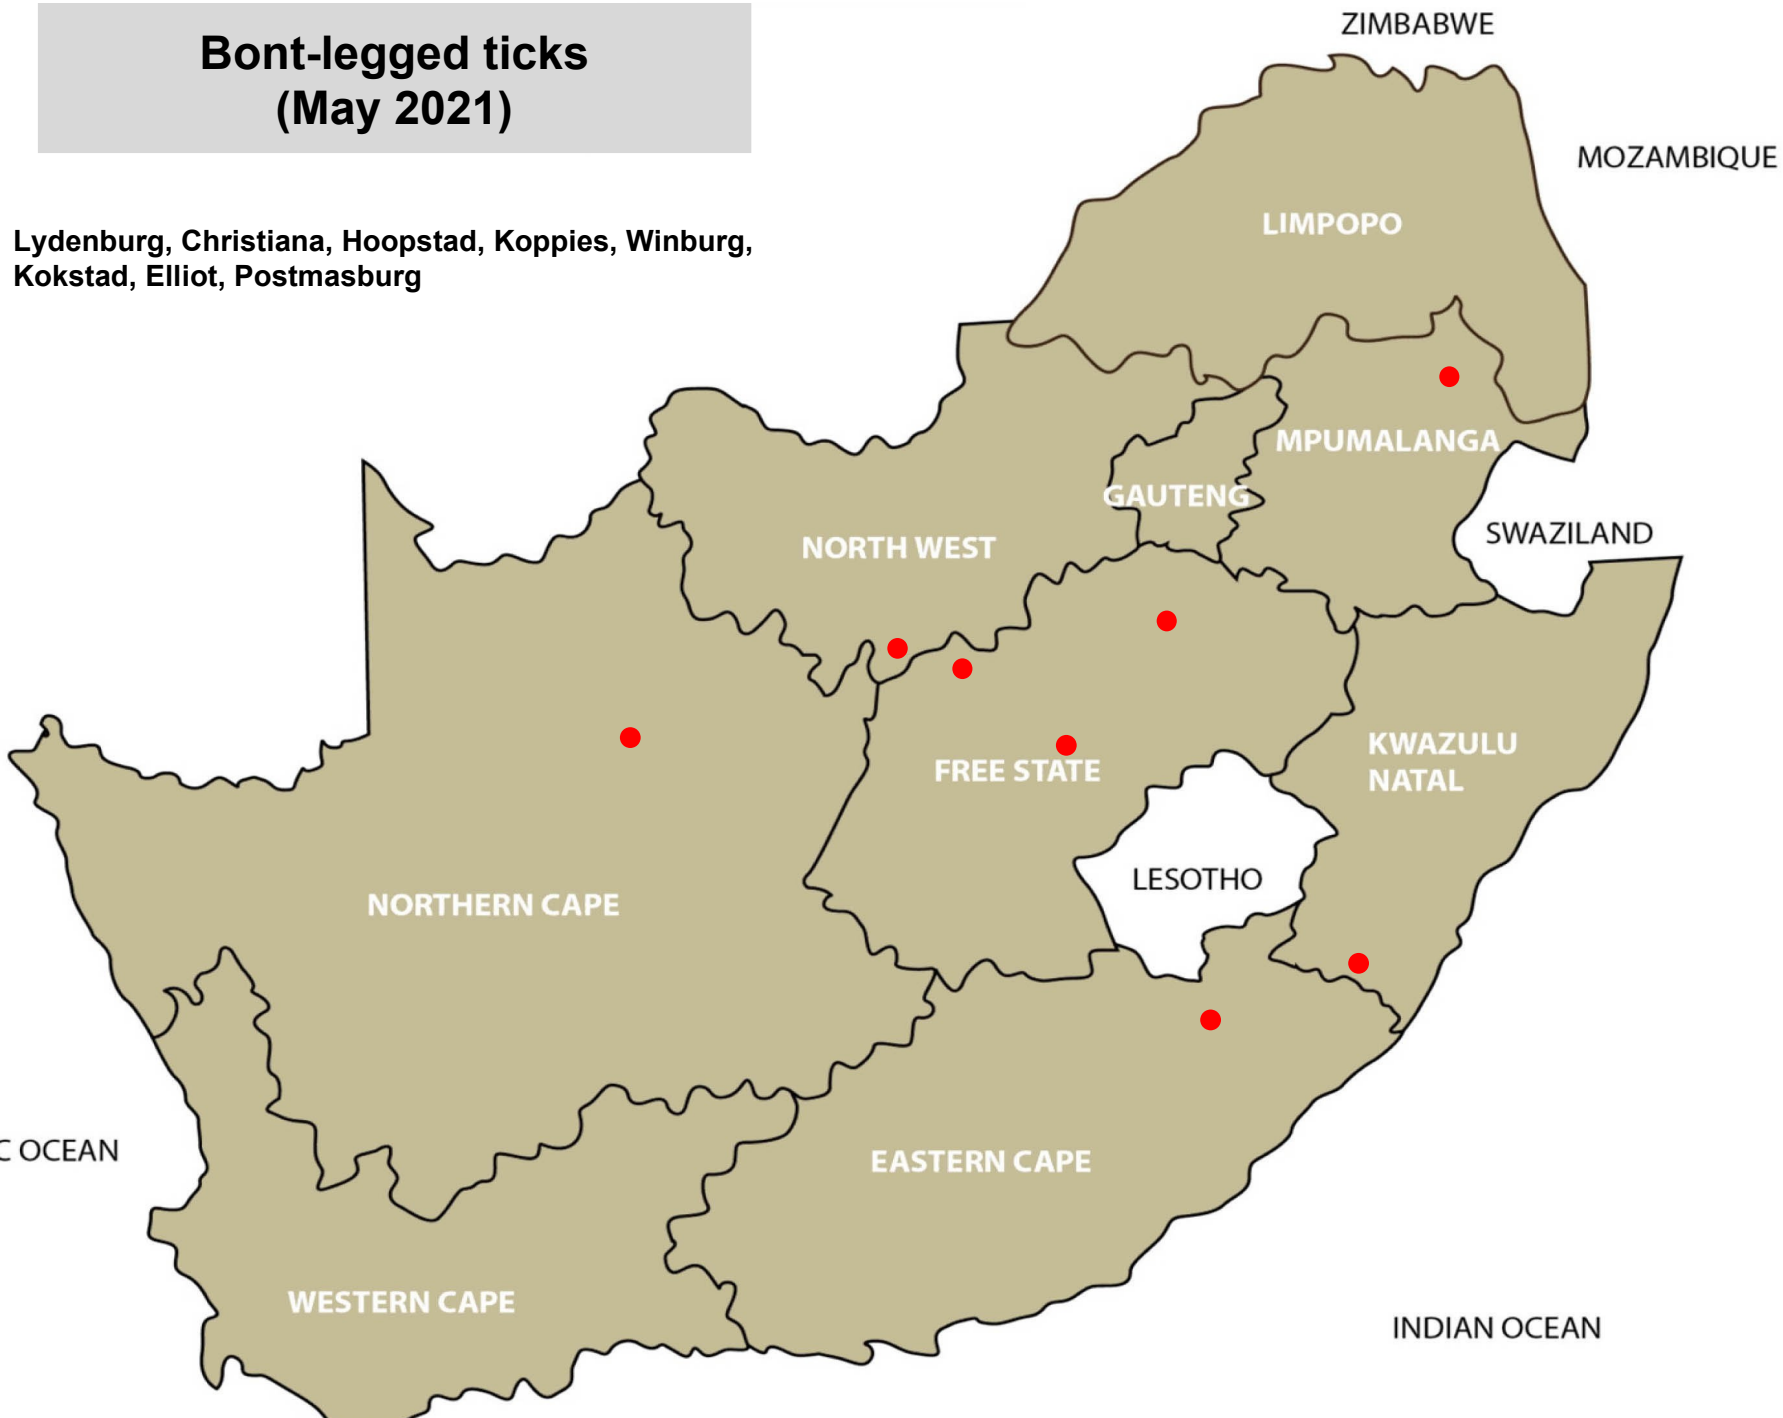 Bont-legged ticks
(May 2021)
Lydenburg, Christiana, Hoopstad, Koppies, Winburg,
Kokstad, Elliot, Postmasburg
ZIMBABWE
MOZAMBIQUE
LIMPOPO
MPUMALANGA
GAUTENG
SWAZILAND
NORTH WEST
KWAZULU
NATAL
FREE STATE
LESOTHO
NORTHERN CAPE
C OCEAN
EASTERN CAPE
WESTERN CAPE
INDIAN OCEAN